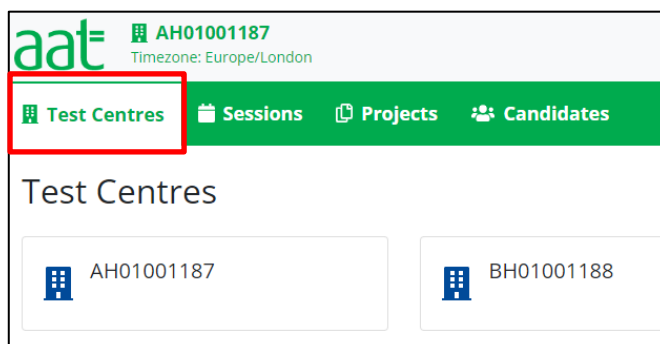 aat
AH01001187
Timezone: Europe/London
Test Centres Sessions Projects Candidates
Test Centres
AH01001187 BH01001188